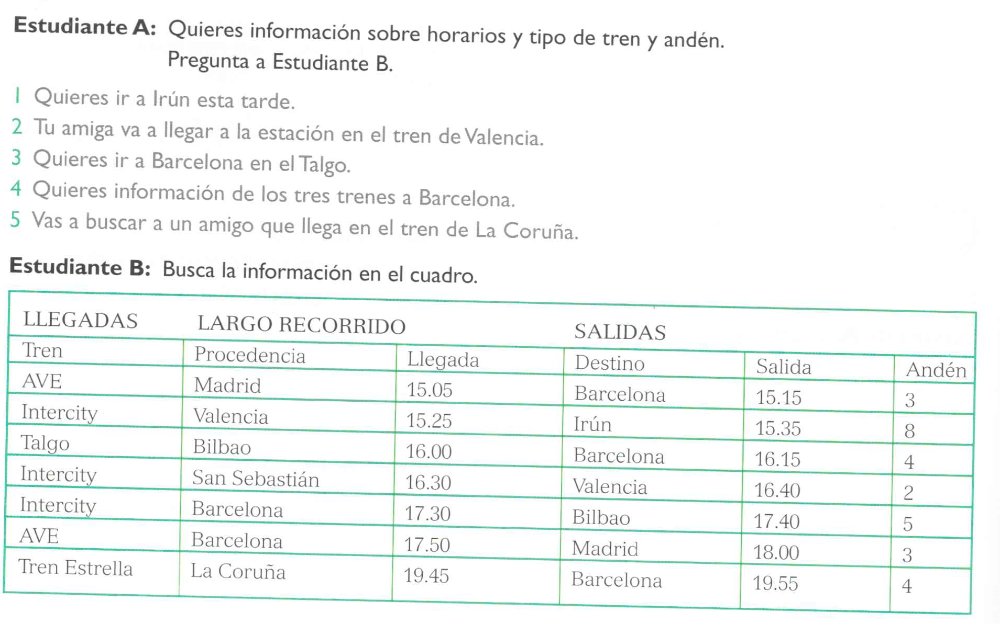 Estudiante A: Quieres información sobre horarios y tipo de tren y andén.
Pregunta a Estudiante B.
1 Quieres ir a Irún esta tarde.
2 Tu amiga va a llegar a la estación en el tren de Valencia.
3 Quieres ir a Barcelona en el Talgo.
4 Quieres información de los tres trenes a Barcelona.
5 Vas a buscar a un amigo que llega en el tren de La Coruña.
Estudiante B: Busca la información en el cuadro.
LLEGADAS LARGO RECORRIDO SALIDAS
Tren Procedencia Llegada Destino Salida Andén
AVE Madrid 15.05 Barcelona 15.15 3
Intercity Valencia 15.25 Irún 15.35 8
Talgo Bilbao 16.00 Barcelona 16.15 4
Intercity San Sebastián 16.30 Valencia 16.40 2
Intercity Barcelona 17.30 Bilbao 17.40 5
AVE Barcelona 17.50 Madrid 18.00 3
Tren Estrella La Coruña 19.45 Barcelona 19.55 4